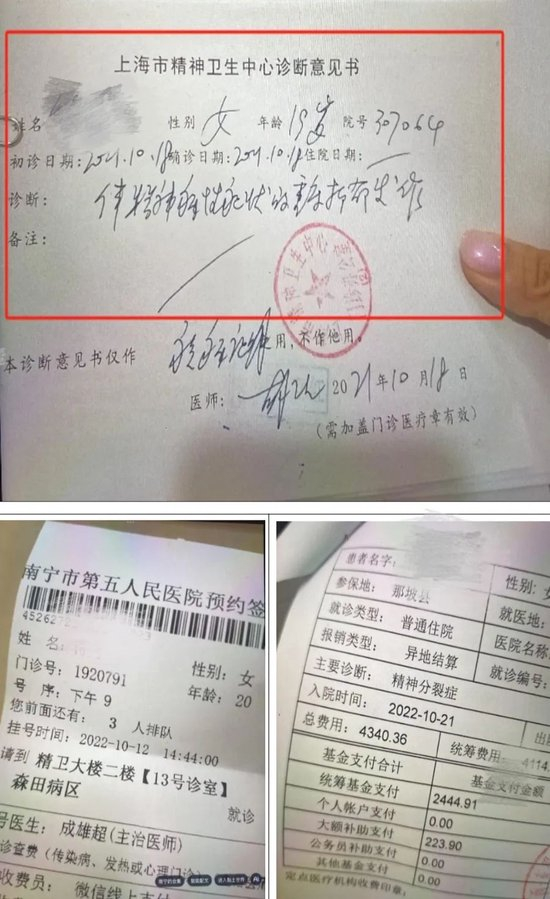 上海市精神卫生中心诊断意见书
姓名 性别 女 年龄 19岁 院号 307064
初诊日期:2021.10.18确诊日期:2021.10.18住院日期:
诊断: 伴精神病性症状的重度抑郁发作
备注:
本诊断意见书仅作 用,不作他用。
医师: 2021年10月18日
(需加盖门诊医疗章有效)
南宁市第五人民医院预约签
4526272
姓 名:
性别:女
门诊号:1920791
年龄:20
号 序:下午9
您前面还有: 3 人排队
挂号时间:2022-10-12 14:44:00
请到 精卫大楼二楼【13号诊室】
森田病区 就诊
号医生:成雄超(主治医师)
诊查费(传染病、发热或心理门诊)
收费员: 微信线上支付
患者名字: 性别:女
参保地: 那坡县 就医地:
就诊类型: 普通住院 医院名称
报销类型: 异地结算 就诊编号:
主要诊断: 精神分裂症
入院时间: 2022-10-21
总费用: 4340.36 统筹费用: 4114.
基金支付合计 基金支付金额
统筹基金支付 2444.91
个人帐户支付 0.00
大额补助支付 223.90
公务员补助支付 0.00
其他基金支付 0.00
定点医疗机构收费印章: